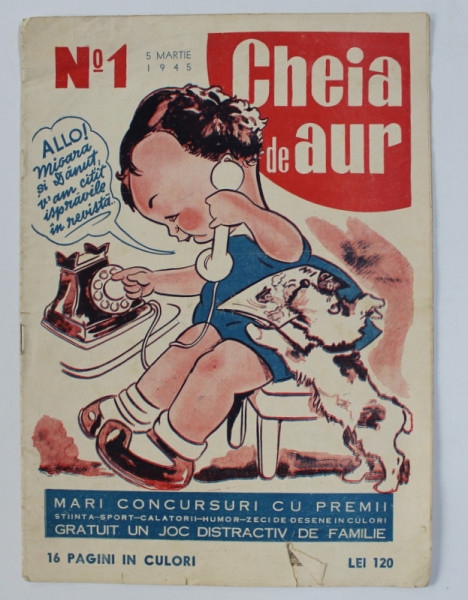 Nº1
5 MARTIE
1945
Cheia
de aur
ALLO!
Mioara
și Dănuț,
v'am citit
isprăvile
în revistă.
MARI CONCURSURI CU PREMII
STIINTA-SPORT-CALATORII-HUMOR-ZECI DE DESENE IN CULORI
GRATUIT UN JOC DISTRACTIV DE FAMILIE
16 PAGINI IN CULORI
LEI 120